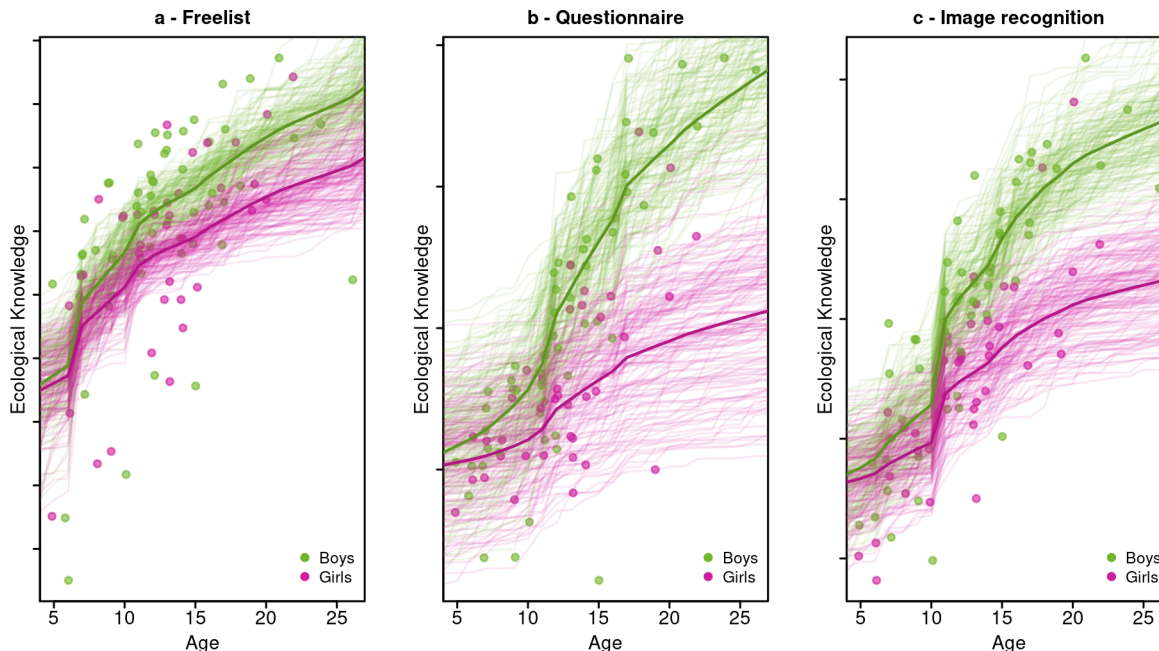 a - Freelist
b - Questionnaire
c - Image recognition
Ecological Knowledge
Ecological Knowledge
Ecological Knowledge
Boys
Girls
Boys
Girls
Boys
Girls
5 10 15 20 25
5 10 15 20 25
5 10 15 20 25
Age
Age
Age